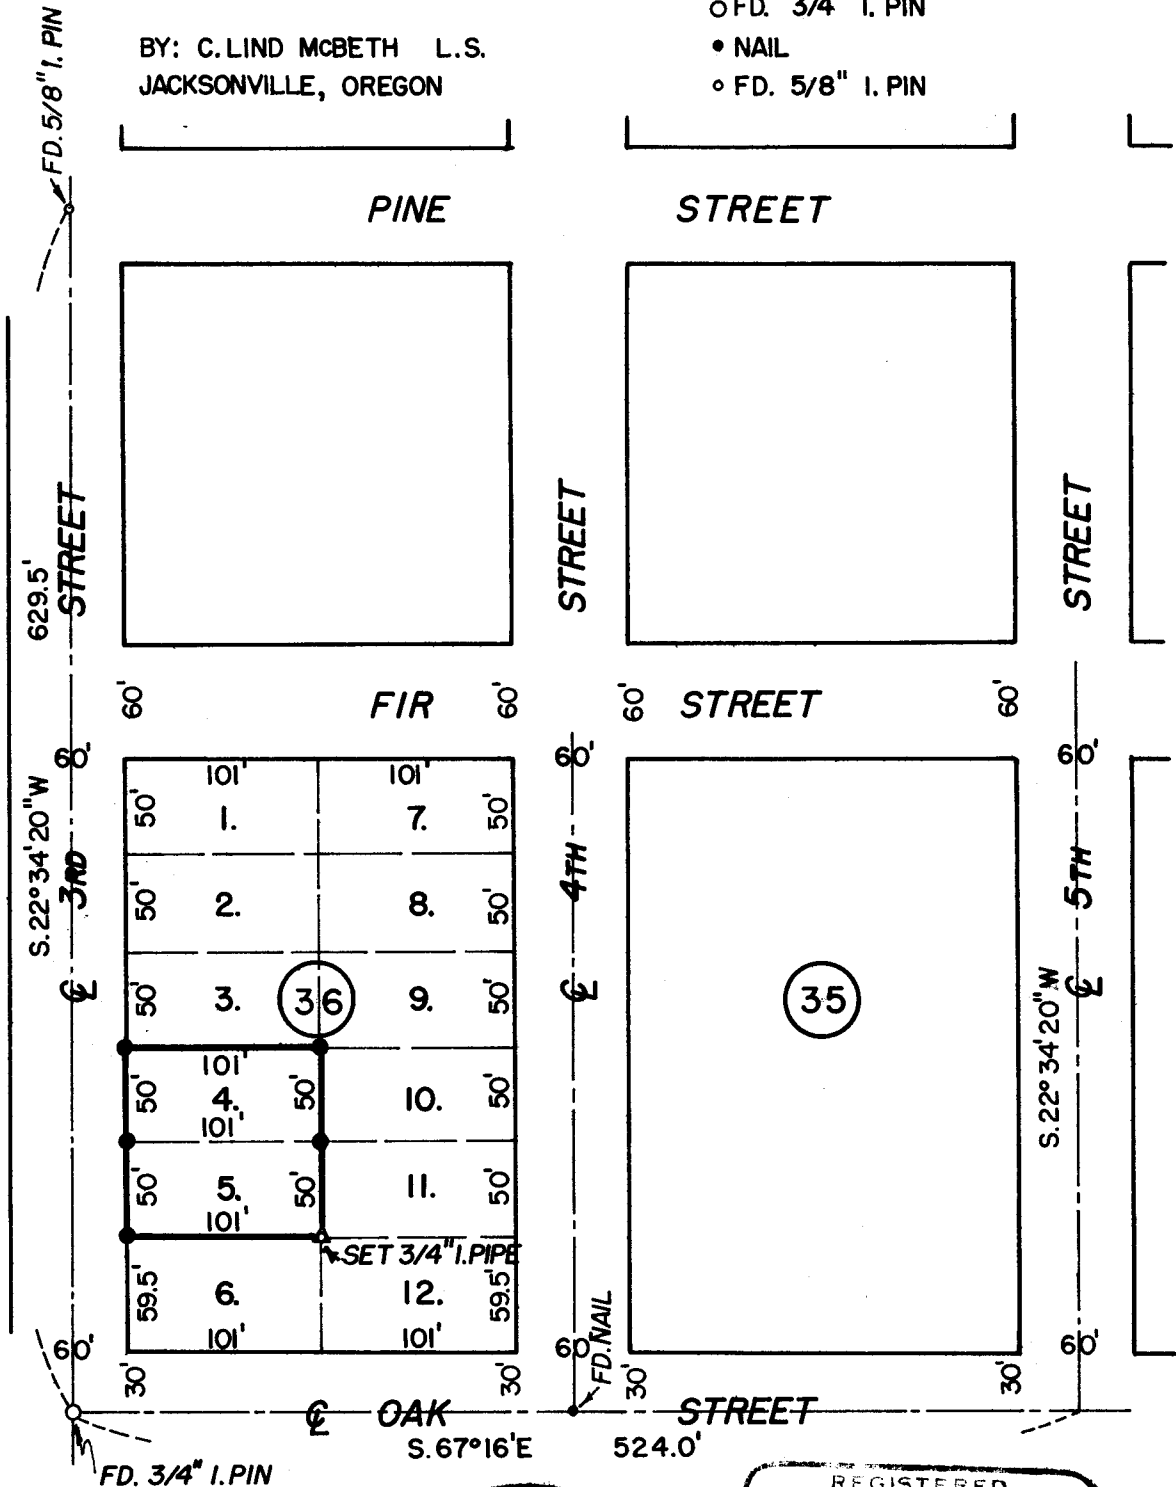 O FD. 3/4" I. PIN
BY: C. LIND McBETH L.S.
• NAIL
JACKSONVILLE, OREGON
o FD. 5/8" I. PIN
FD. 5/8" I. PIN
PINE STREET
629.5'
STREET
STREET
STREET
60' FIR 60' 60' STREET 60'
60' 60' 60'
101' 101'
50' 1. 7. 50'
S. 22° 34' 20" W
3RD
4TH
5TH
50' 2. 8. 50'
℄ 50' 3. 36 9. 50' ℄ 35 ℄
S. 22° 34' 20" W
101'
50' 4. 50' 10. 50'
101'
50' 5. 50' 11. 50'
101'
SET 3/4" I. PIPE
59.5' 6. 12. 59.5'
101' 101'
60' 60' 60'
FD. NAIL
30' 30' 30' 30'
℄ OAK STREET
S. 67° 16' E 524.0'
FD. 3/4" I. PIN
REGISTERED